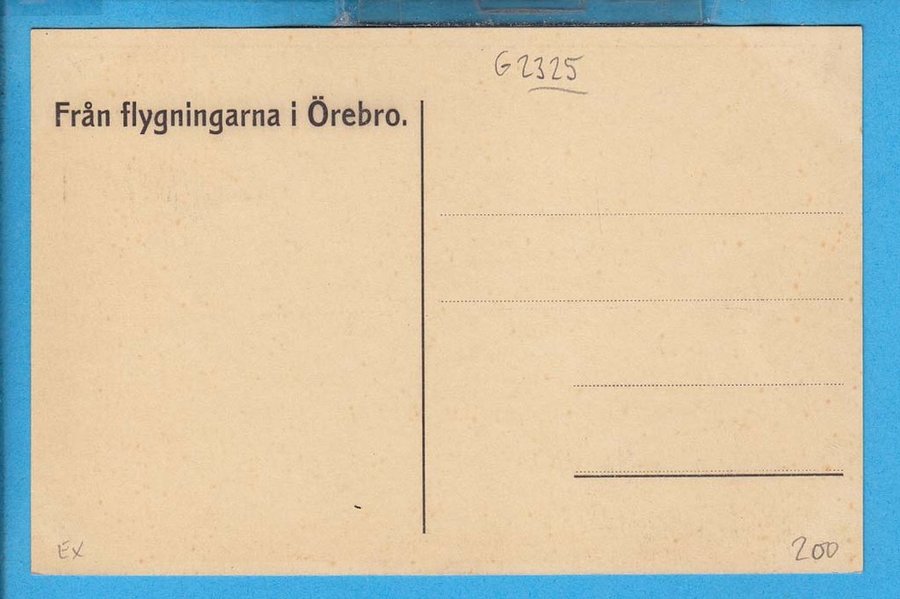 G2325
Från flygningarna i Örebro.
EX
200